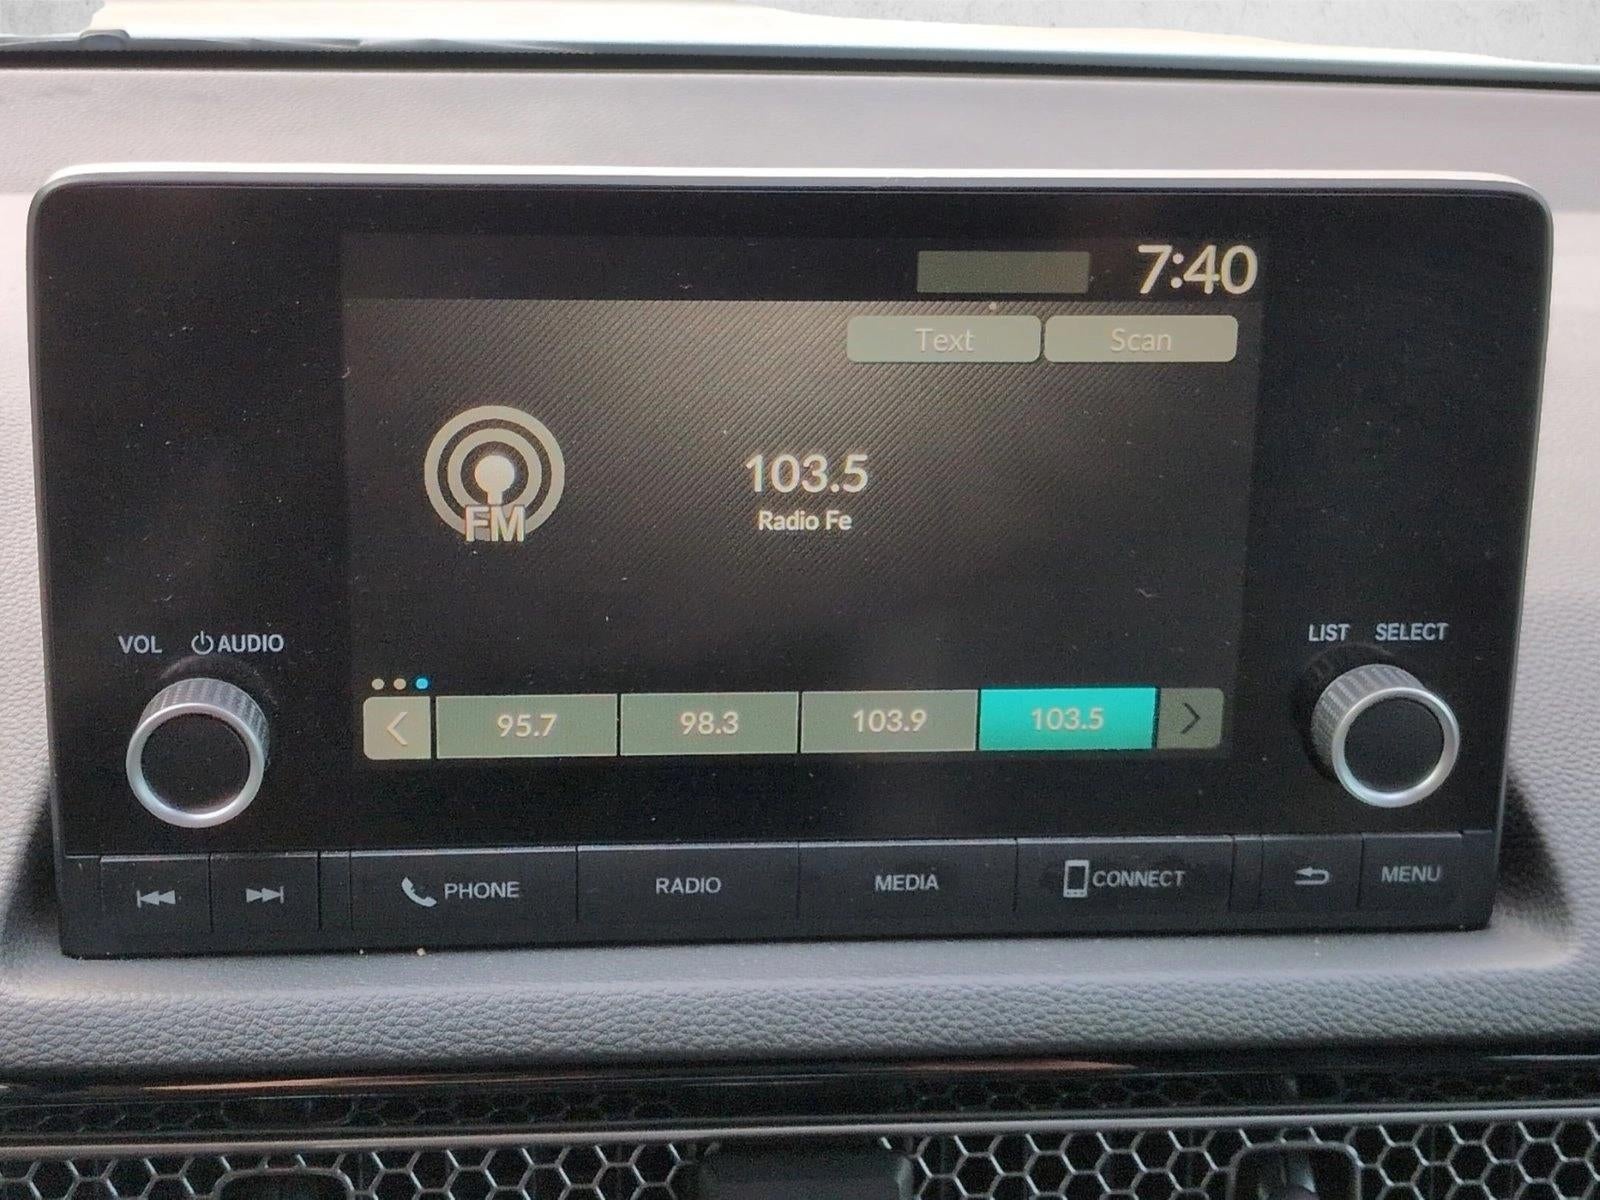 7:40
Text Scan
FM
103.5
Radio Fe
VOL AUDIO
LIST SELECT
95.7 98.3 103.9 103.5
PHONE RADIO MEDIA CONNECT MENU